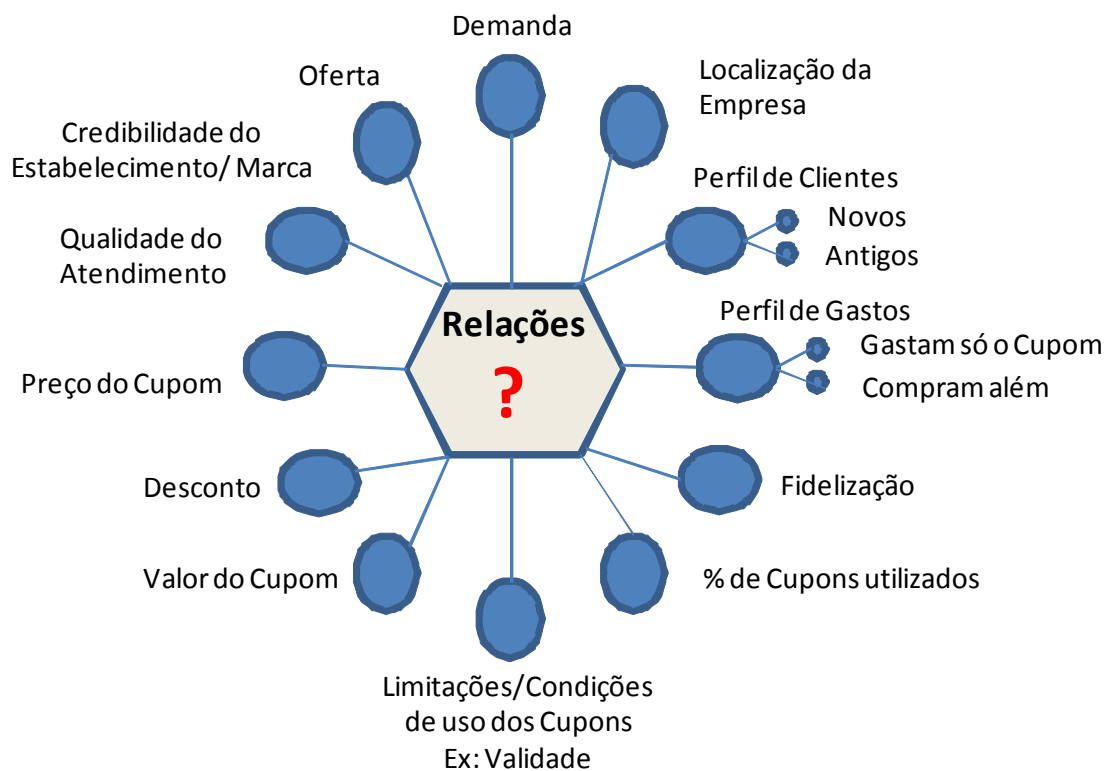 Demanda
Oferta
Localização da
Empresa
Credibilidade do
Estabelecimento/ Marca
Perfil de Clientes
Novos
Antigos
Qualidade do
Atendimento
Relações
?
Perfil de Gastos
Gastam só o Cupom
Compram além
Preço do Cupom
Desconto
Fidelização
Valor do Cupom
% de Cupons utilizados
Limitações/Condições
de uso dos Cupons
Ex: Validade